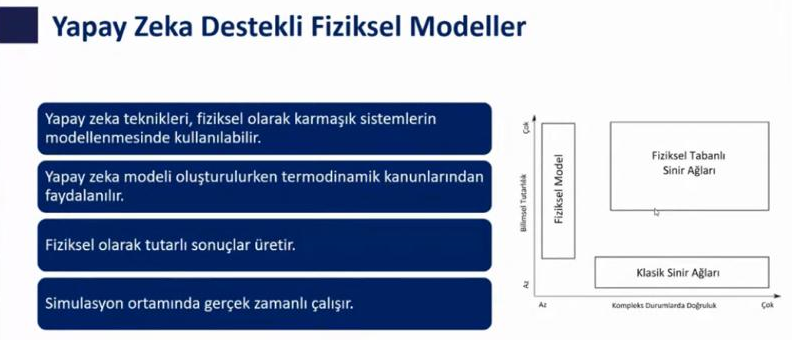 Yapay Zeka Destekli Fiziksel Modeller
Yapay zeka teknikleri, fiziksel olarak karmaşık sistemlerin
modellenmesinde kullanılabilir.
Yapay zeka modeli oluşturulurken termodinamik kanunlarından
faydalanılır.
Fiziksel olarak tutarlı sonuçlar üretir.
Simulasyon ortamında gerçek zamanlı çalışır.
Çok
Bilimsel Tutarlılık
Az
Fiziksel Model
Fiziksel Tabanlı
Sinir Ağları
Klasik Sinir Ağları
Az
Kompleks Durumlarda Doğruluk
Çok